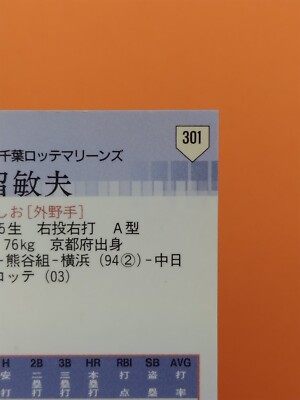 301
千葉ロッテマリーンズ
留敏夫
しお[外野手]
5生 右投右打 A型
76kg 京都府出身
-熊谷組-横浜(94②)-中日
ロッテ(03)
H 2B 3B HR RBI SB AVG
安打 二塁打 三塁打 本塁打 打点 盗塁 打率